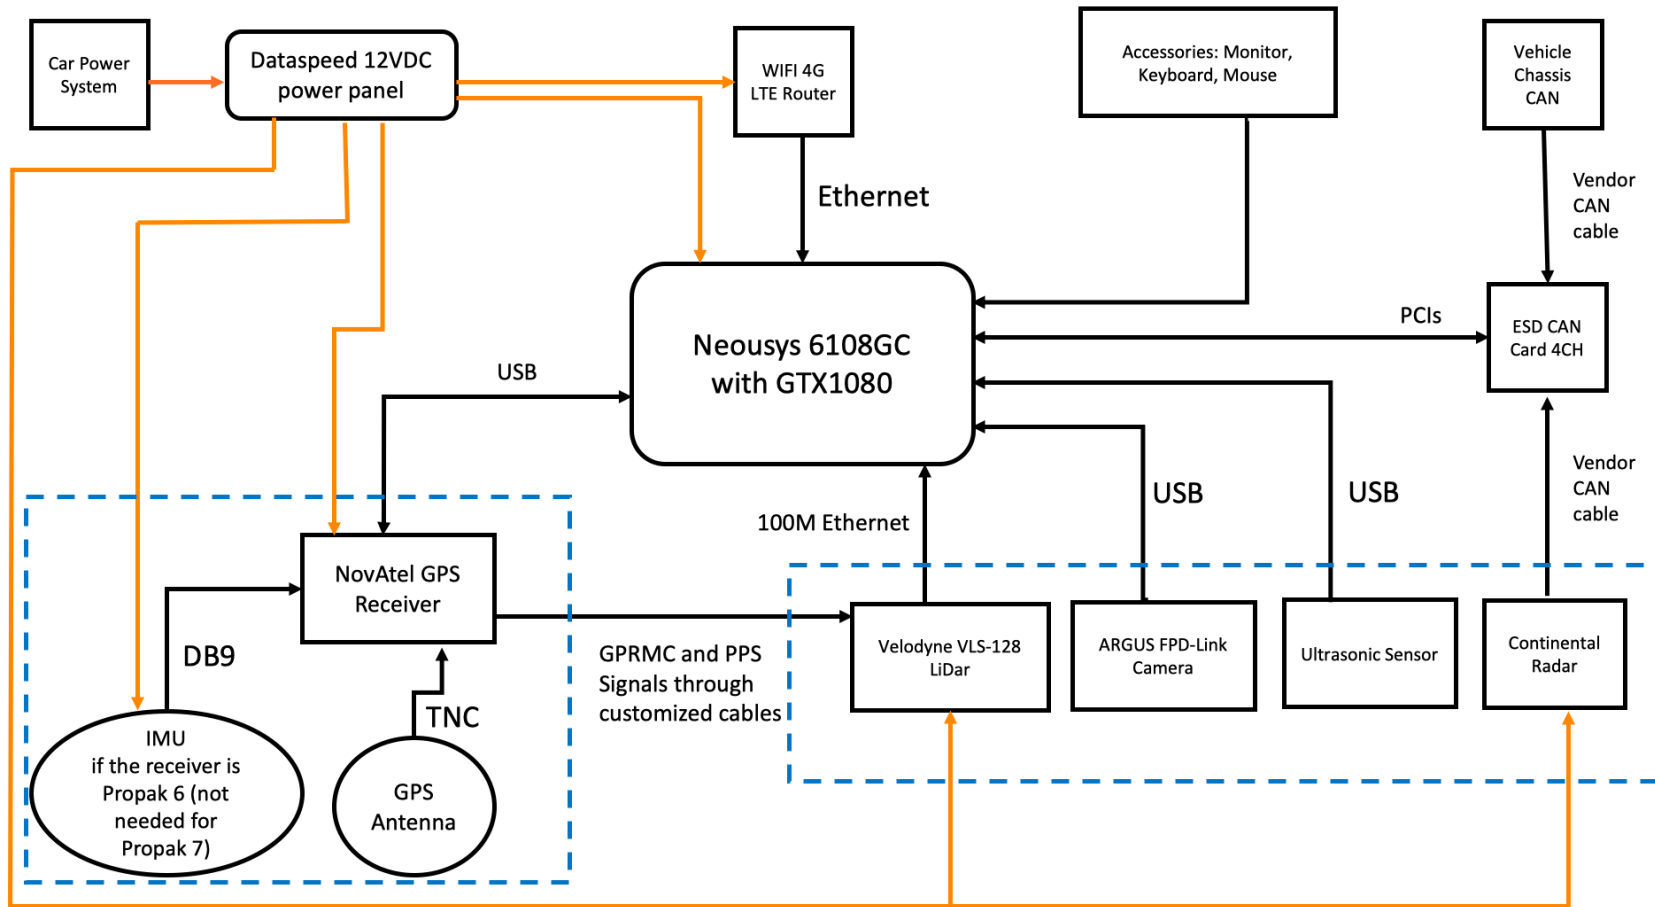 Car Power
System
Dataspeed 12VDC
power panel
WIFI 4G
LTE Router
Accessories: Monitor,
Keyboard, Mouse
Vehicle
Chassis
CAN
Ethernet
Vendor
CAN
cable
Neousys 6108GC
with GTX1080
PCIs
ESD CAN
Card 4CH
USB
100M Ethernet
USB
USB
Vendor
CAN
cable
NovAtel GPS
Receiver
DB9
TNC
GPRMC and PPS
Signals through
customized cables
Velodyne VLS-128
LiDar
ARGUS FPD-Link
Camera
Ultrasonic Sensor
Continental
Radar
IMU
if the receiver is
Propak 6 (not
needed for
Propak 7)
GPS
Antenna